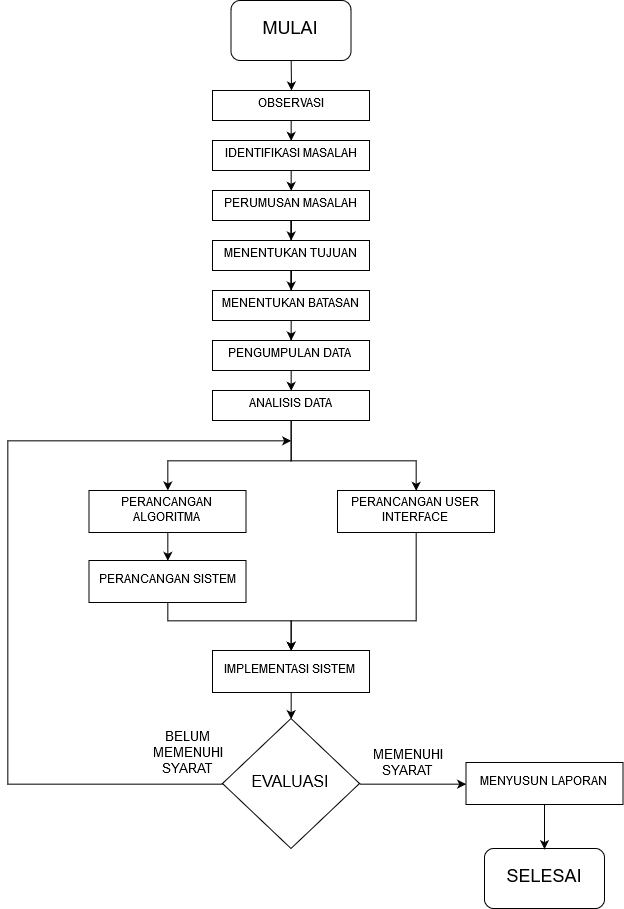 MULAI
OBSERVASI
IDENTIFIKASI MASALAH
PERUMUSAN MASALAH
MENENTUKAN TUJUAN
MENENTUKAN BATASAN
PENGUMPULAN DATA
ANALISIS DATA
PERANCANGAN
ALGORITMA
PERANCANGAN USER
INTERFACE
PERANCANGAN SISTEM
IMPLEMENTASI SISTEM
BELUM
MEMENUHI
SYARAT
EVALUASI
MEMENUHI
SYARAT
MENYUSUN LAPORAN
SELESAI